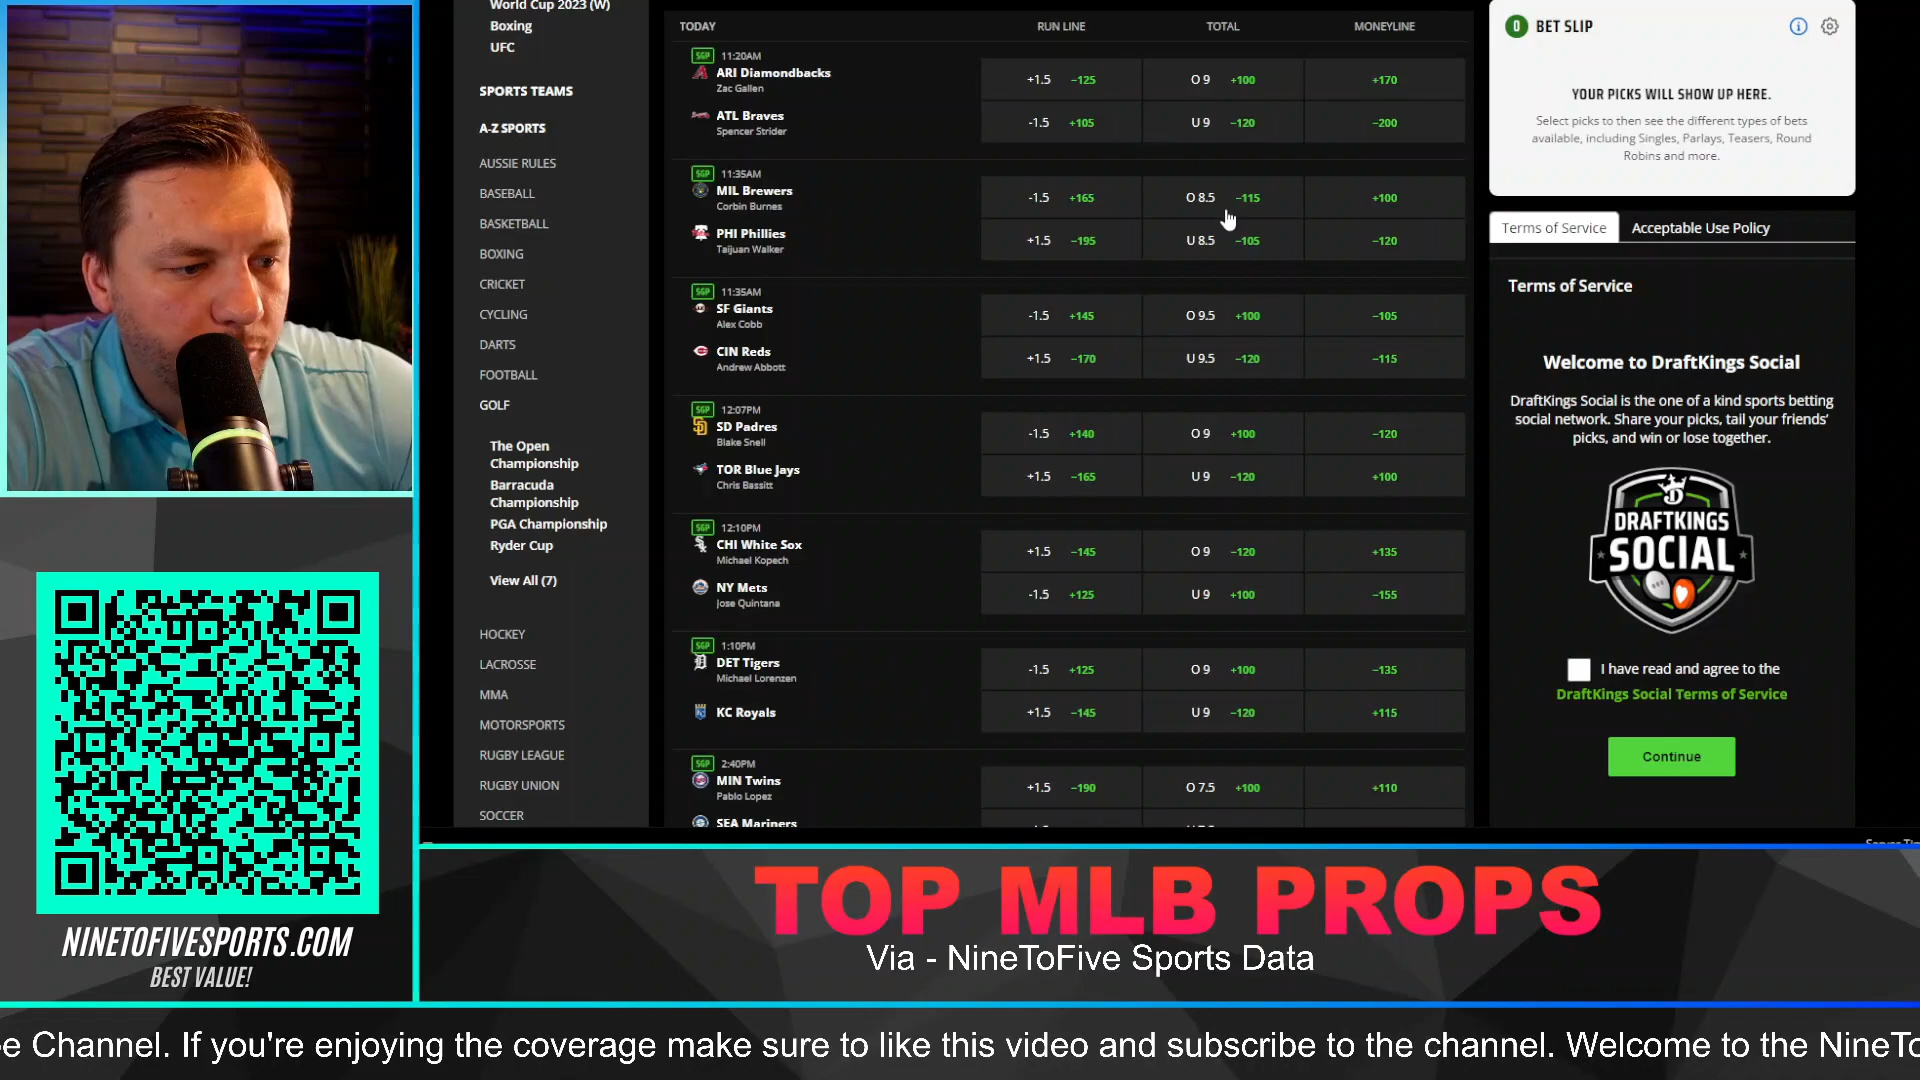 World Cup 2023 (W)
Boxing
UFC
SPORTS TEAMS
A-Z SPORTS
AUSSIE RULES
BASEBALL
BASKETBALL
BOXING
CRICKET
CYCLING
DARTS
FOOTBALL
GOLF
The Open
Championship
Barracuda
Championship
PGA Championship
Ryder Cup
View All (7)
HOCKEY
LACROSSE
MMA
MOTORSPORTS
RUGBY LEAGUE
RUGBY UNION
SOCCER
TODAY RUN LINE TOTAL MONEYLINE
SGP 11:20AM
ARI Diamondbacks +1.5 −125 O 9 +100 +170
Zac Gallen
ATL Braves -1.5 +105 U 9 −120 −200
Spencer Strider
SGP 11:35AM
MIL Brewers -1.5 +165 O 8.5 −115 +100
Corbin Burnes
PHI Phillies +1.5 −195 U 8.5 −105 −120
Taijuan Walker
SGP 11:35AM
SF Giants -1.5 +145 O 9.5 +100 −105
Alex Cobb
CIN Reds +1.5 −170 U 9.5 −120 −115
Andrew Abbott
SGP 12:07PM
SD Padres -1.5 +140 O 9 +100 −120
Blake Snell
TOR Blue Jays +1.5 −165 U 9 −120 +100
Chris Bassitt
SGP 12:10PM
CHI White Sox +1.5 −145 O 9 −120 +135
Michael Kopech
NY Mets -1.5 +125 U 9 +100 −155
Jose Quintana
SGP 1:10PM
DET Tigers -1.5 +125 O 9 +100 −135
Michael Lorenzen
KC Royals +1.5 −145 U 9 −120 +115
SGP 2:40PM
MIN Twins +1.5 −190 O 7.5 +100 +110
Pablo Lopez
SEA Mariners
0 BET SLIP
YOUR PICKS WILL SHOW UP HERE.
Select picks to then see the different types of bets
available, including Singles, Parlays, Teasers, Round
Robins and more.
Terms of Service Acceptable Use Policy
Terms of Service
Welcome to DraftKings Social
DraftKings Social is the one of a kind sports betting
social network. Share your picks, tail your friends'
picks, and win or lose together.
DRAFTKINGS
SOCIAL
I have read and agree to the
DraftKings Social Terms of Service
Continue
NINETOFIVESPORTS.COM
BEST VALUE!
TOP MLB PROPS
Via - NineToFive Sports Data
e Channel. If you're enjoying the coverage make sure to like this video and subscribe to the channel. Welcome to the NineTo